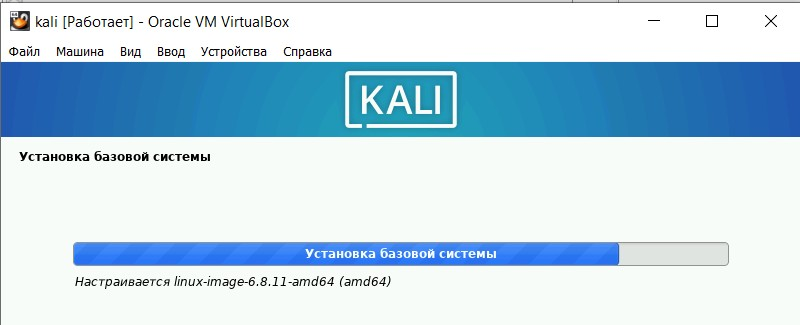 kali [Работает] - Oracle VM VirtualBox
Файл Машина Вид Ввод Устройства Справка
KALI
Установка базовой системы
Установка базовой системы
Настраивается linux-image-6.8.11-amd64 (amd64)